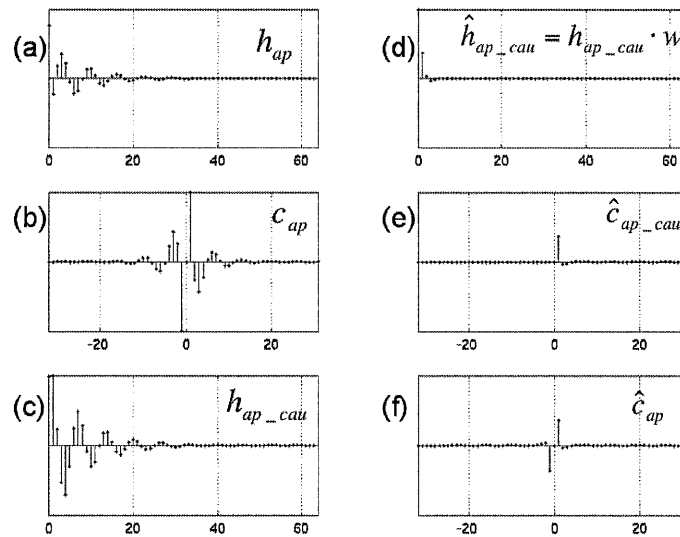 (a)
h_ap
0 20 40 60
(b)
c_ap
-20 0 20
(c)
h_ap_cau
0 20 40 60
(d)
ĥ_ap_cau = h_ap_cau · w
0 20 40 60
(e)
ĉ_ap_cau
-20 0 20
(f)
ĉ_ap
-20 0 20